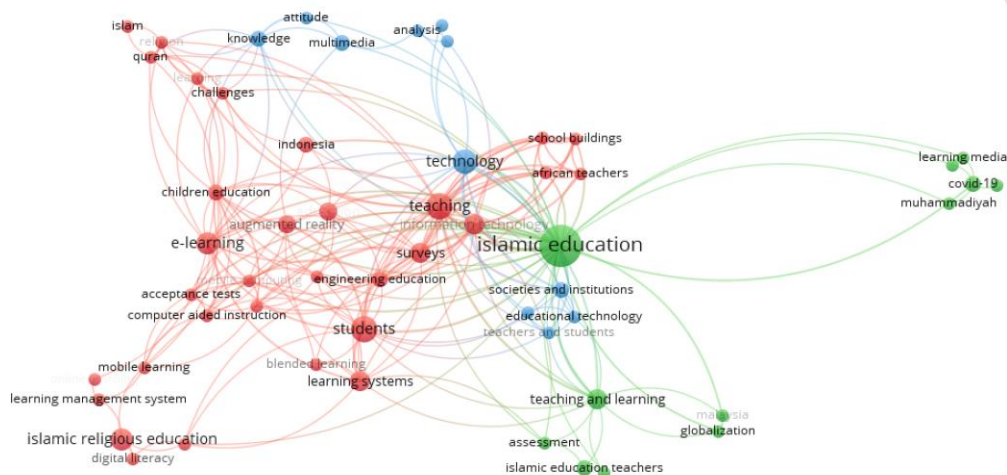 attitude
islam
analysis
knowledge
multimedia
religion
quran
learning
challenges
school buildings
indonesia
technology
learning media
african teachers
covid-19
children education
muhammadiyah
teaching
augmented reality
information technology
e-learning
islamic education
surveys
engineering education
societies and institutions
acceptance tests
computer aided instruction
educational technology
students
teachers and students
blended learning
mobile learning
learning systems
learning management system
teaching and learning
malaysia
globalization
islamic religious education
assessment
digital literacy
islamic education teachers